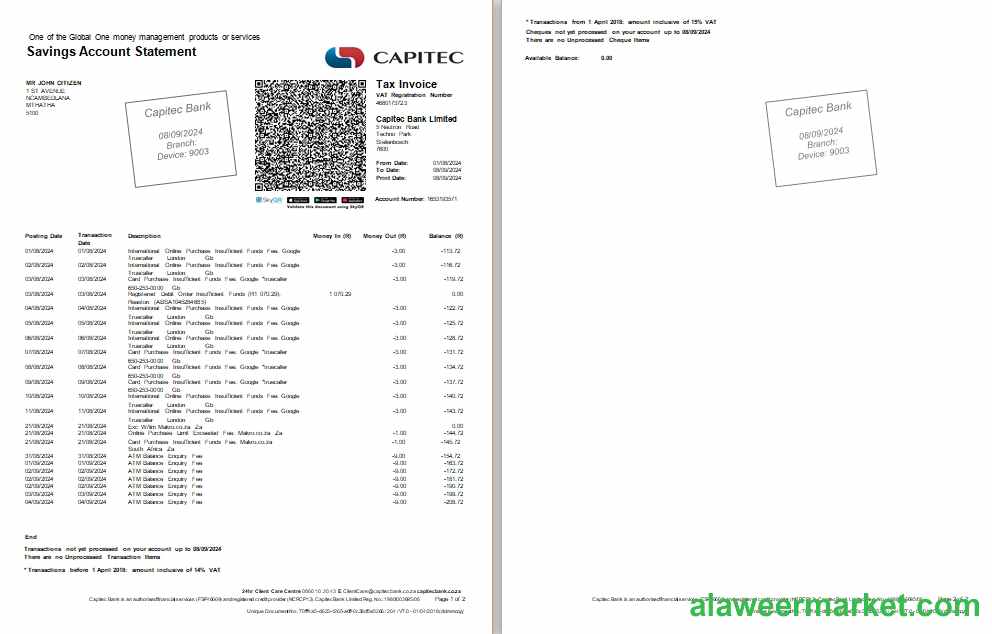 One of the Global One money management products or services
Savings Account Statement
CAPITEC
MR JOHN CITIZEN
1 ST AVENUE
NCAMBEDLANA
MTHATHA
5100
Capitec Bank
08/09/2024
Branch:
Device: 9003
Tax Invoice
VAT Registration Number
4680173723
Capitec Bank Limited
5 Neutron Road
Techno Park
Stellenbosch
7600
From Date: 01/08/2024
To Date: 08/09/2024
Print Date: 08/09/2024
SkyQR
Validate this document using SkyQR
Account Number: 1653193571
Posting Date Transaction Date Description Money In (R) Money Out (R) Balance (R)
01/08/2024 01/08/2024 International Online Purchase Insufficient Funds Fee. Google -3.00 -113.72
Truecaller London Gb
02/08/2024 02/08/2024 International Online Purchase Insufficient Funds Fee. Google -3.00 -116.72
Truecaller London Gb
03/08/2024 03/08/2024 Card Purchase Insufficient Funds Fee. Google *truecaller -3.00 -119.72
650-253-0000 Gb
03/08/2024 03/08/2024 Registered Debit Order Insufficient Funds (R1 070.29). 1 070.29 0.00
04/08/2024 04/08/2024 International Online Purchase Insufficient Funds Fee. Google -3.00 -122.72
Truecaller London Gb
05/08/2024 05/08/2024 International Online Purchase Insufficient Funds Fee. Google -3.00 -125.72
Truecaller London Gb
06/08/2024 06/08/2024 International Online Purchase Insufficient Funds Fee. Google -3.00 -128.72
Truecaller London Gb
07/08/2024 07/08/2024 Card Purchase Insufficient Funds Fee. Google *truecaller -3.00 -131.72
650-253-0000 Gb
08/08/2024 08/08/2024 Card Purchase Insufficient Funds Fee. Google *truecaller -3.00 -134.72
650-253-0000 Gb
09/08/2024 09/08/2024 Card Purchase Insufficient Funds Fee. Google *truecaller -3.00 -137.72
650-253-0000 Gb
10/08/2024 10/08/2024 International Online Purchase Insufficient Funds Fee. Google -3.00 -140.72
Truecaller London Gb
11/08/2024 11/08/2024 International Online Purchase Insufficient Funds Fee. Google -3.00 -143.72
Truecaller London Gb
21/08/2024 21/08/2024 Makro.co.za Za 0.00
21/08/2024 21/08/2024 Online Purchase Limit Exceeded Fee. Makro.co.za Za -1.00 -144.72
21/08/2024 21/08/2024 Card Purchase Insufficient Funds Fee. Makro.co.za -1.00 -145.72
South Africa Za
31/08/2024 31/08/2024 ATM Balance Enquiry Fee -9.00 -154.72
01/09/2024 01/09/2024 ATM Balance Enquiry Fee -9.00 -163.72
02/09/2024 02/09/2024 ATM Balance Enquiry Fee -9.00 -172.72
02/09/2024 02/09/2024 ATM Balance Enquiry Fee -9.00 -181.72
02/09/2024 02/09/2024 ATM Balance Enquiry Fee -9.00 -190.72
03/09/2024 03/09/2024 ATM Balance Enquiry Fee -9.00 -199.72
04/09/2024 04/09/2024 ATM Balance Enquiry Fee -9.00 -208.72
End
Transactions not yet processed on your account up to 08/09/2024
There are no Unprocessed Transaction Items
* Transactions before 1 April 2018: amount inclusive of 14% VAT
24hr Client Care Centre 0860 10 20 43 E ClientCare@capitecbank.co.za capitecbank.co.za
Capitec Bank is an authorised financial services (FSP46669) and registered credit provider (NCRCP13). Capitec Bank Limited Reg. No.: Page 1 of 2
* Transactions from 1 April 2018: amount inclusive of 15% VAT
Cheques not yet processed on your account up to 08/09/2024
There are no Unprocessed Cheque Items
Available Balance: 0.00
Capitec Bank
08/09/2024
Branch:
Device: 9003
alaweermarket.com